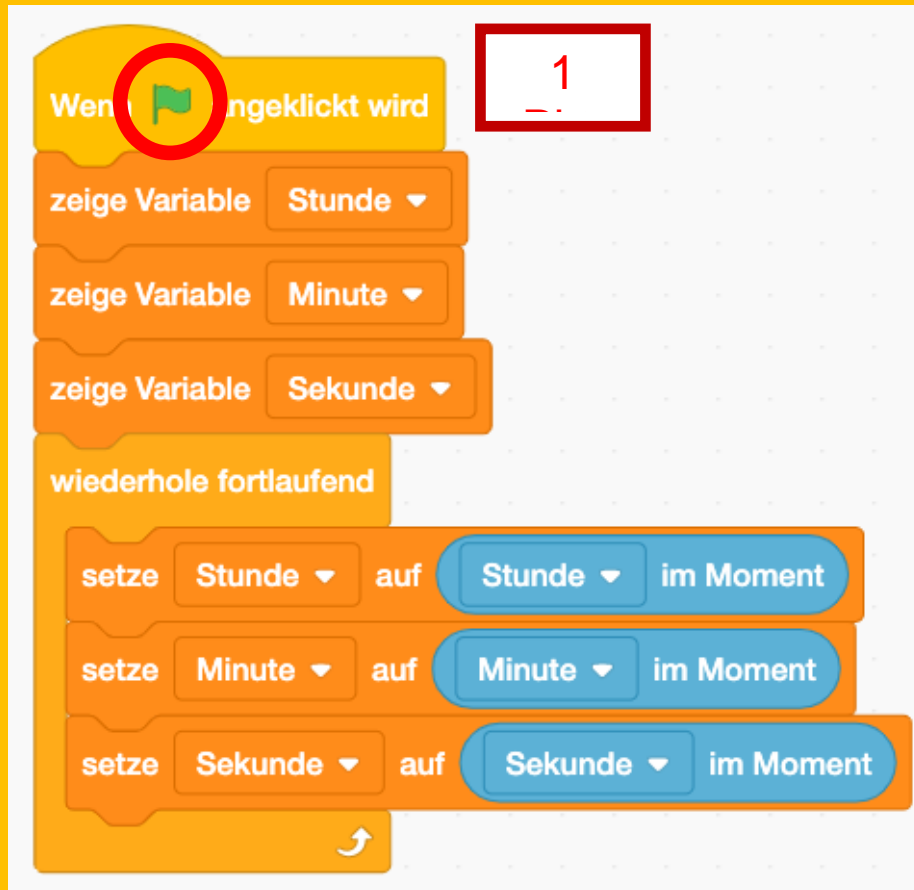 Wenn angeklickt wird
1
zeige Variable Stunde
zeige Variable Minute
zeige Variable Sekunde
wiederhole fortlaufend
setze Stunde auf Stunde im Moment
setze Minute auf Minute im Moment
setze Sekunde auf Sekunde im Moment